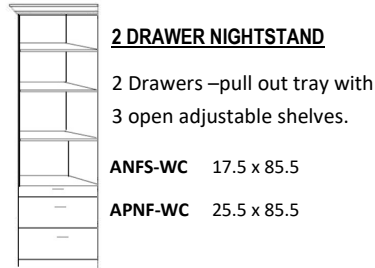 2 DRAWER NIGHTSTAND
2 Drawers –pull out tray with
3 open adjustable shelves.
ANFS-WC 17.5 x 85.5
APNF-WC 25.5 x 85.5